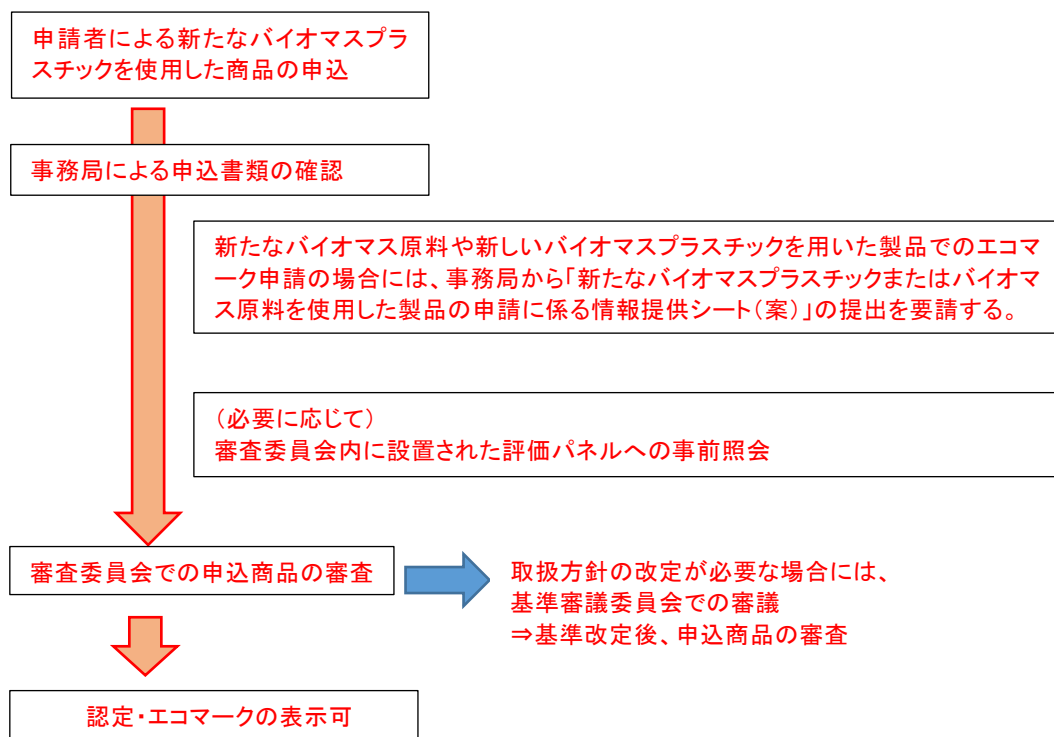 申請者による新たなバイオマスプラ
スチックを使用した商品の申込
事務局による申込書類の確認
新たなバイオマス原料や新しいバイオマスプラスチックを用いた製品でのエコマ
ーク申請の場合には、事務局から「新たなバイオマスプラスチックまたはバイオマ
ス原料を使用した製品の申請に係る情報提供シート(案)」の提出を要請する。
(必要に応じて)
審査委員会内に設置された評価パネルへの事前照会
審査委員会での申込商品の審査
取扱方針の改定が必要な場合には、
基準審議委員会での審議
⇒基準改定後、申込商品の審査
認定・エコマークの表示可